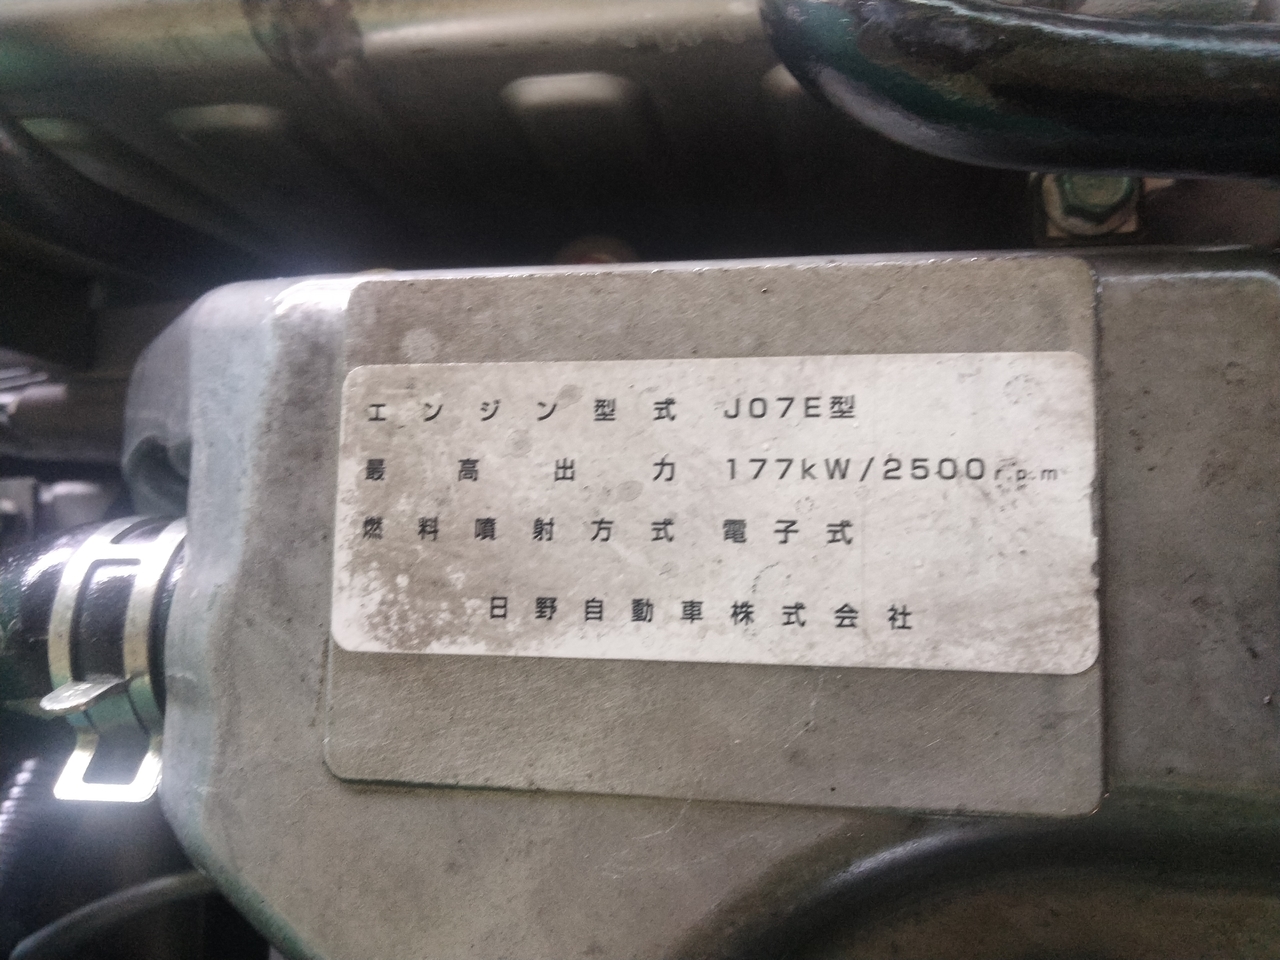 エンジン型式 J07E型
最高出力 177kW/2500r.p.m
燃料噴射方式 電子式
日野自動車株式会社